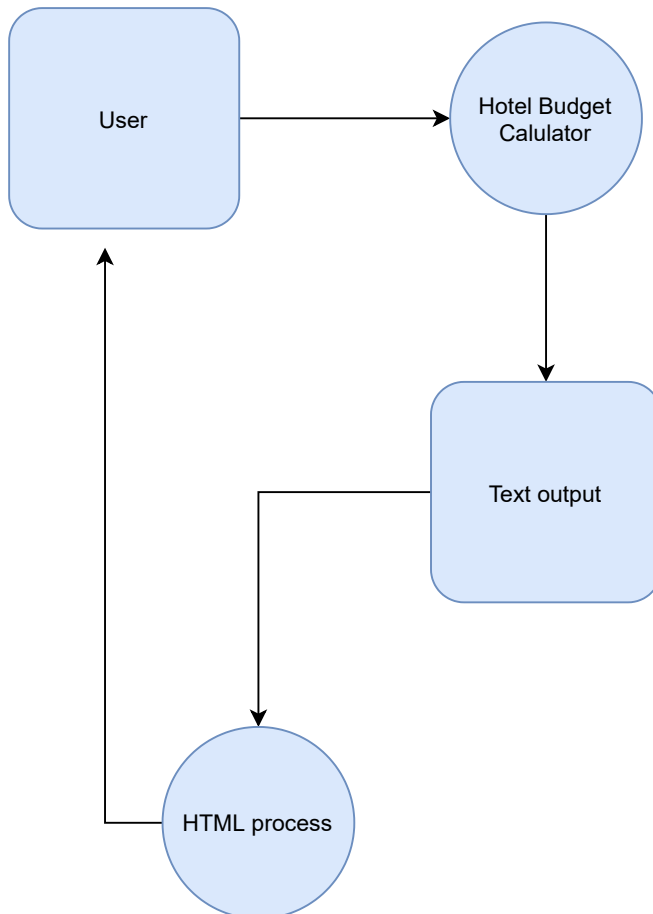 User
Hotel Budget
Calulator
Text output
HTML process